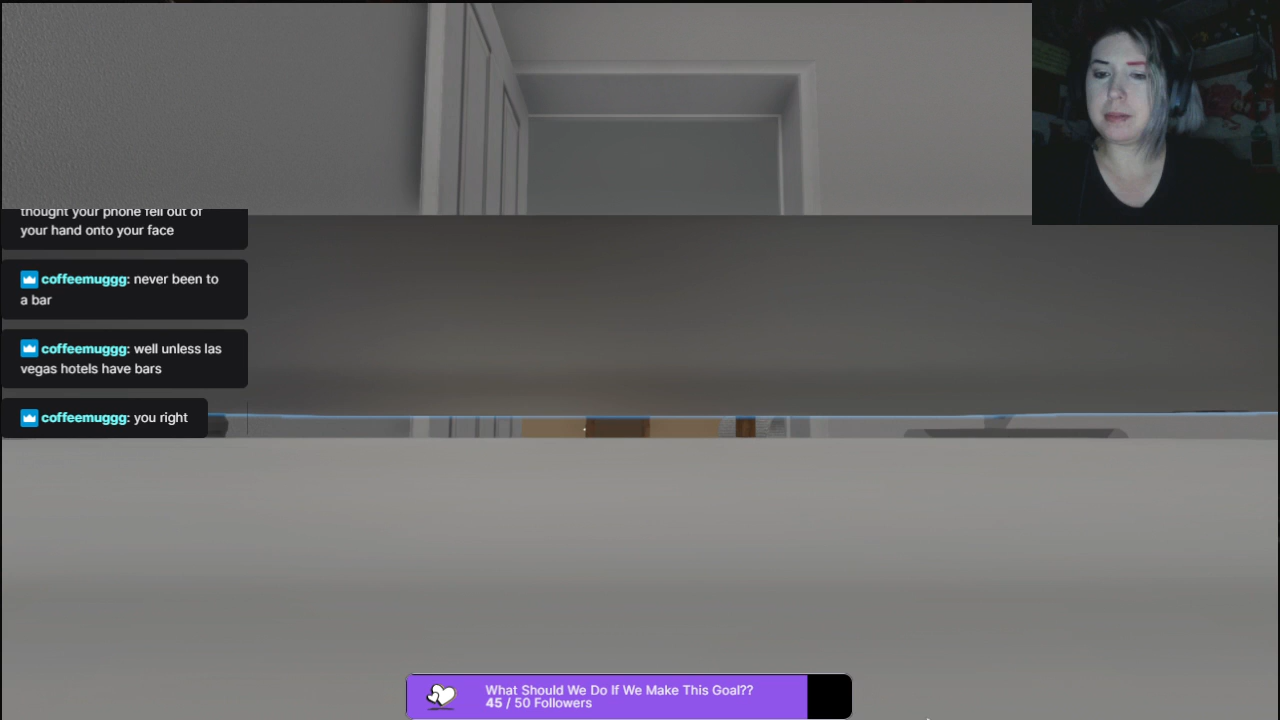 thought your phone fell out of
your hand onto your face
coffeemuggg: never been to
a bar
coffeemuggg: well unless las
vegas hotels have bars
coffeemuggg: you right
What Should We Do If We Make This Goal??
45 / 50 Followers